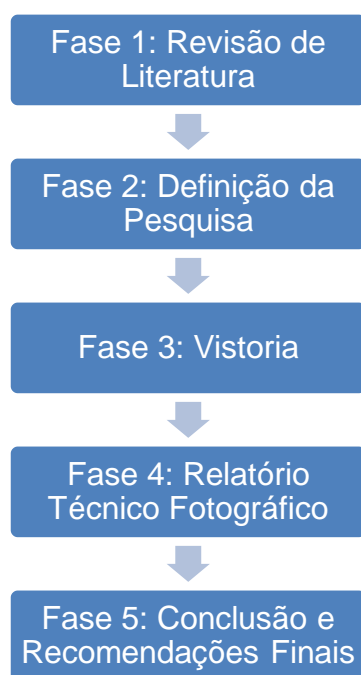 Fase 1: Revisão de
Literatura
Fase 2: Definição da
Pesquisa
Fase 3: Vistoria
Fase 4: Relatório
Técnico Fotográfico
Fase 5: Conclusão e
Recomendações Finais